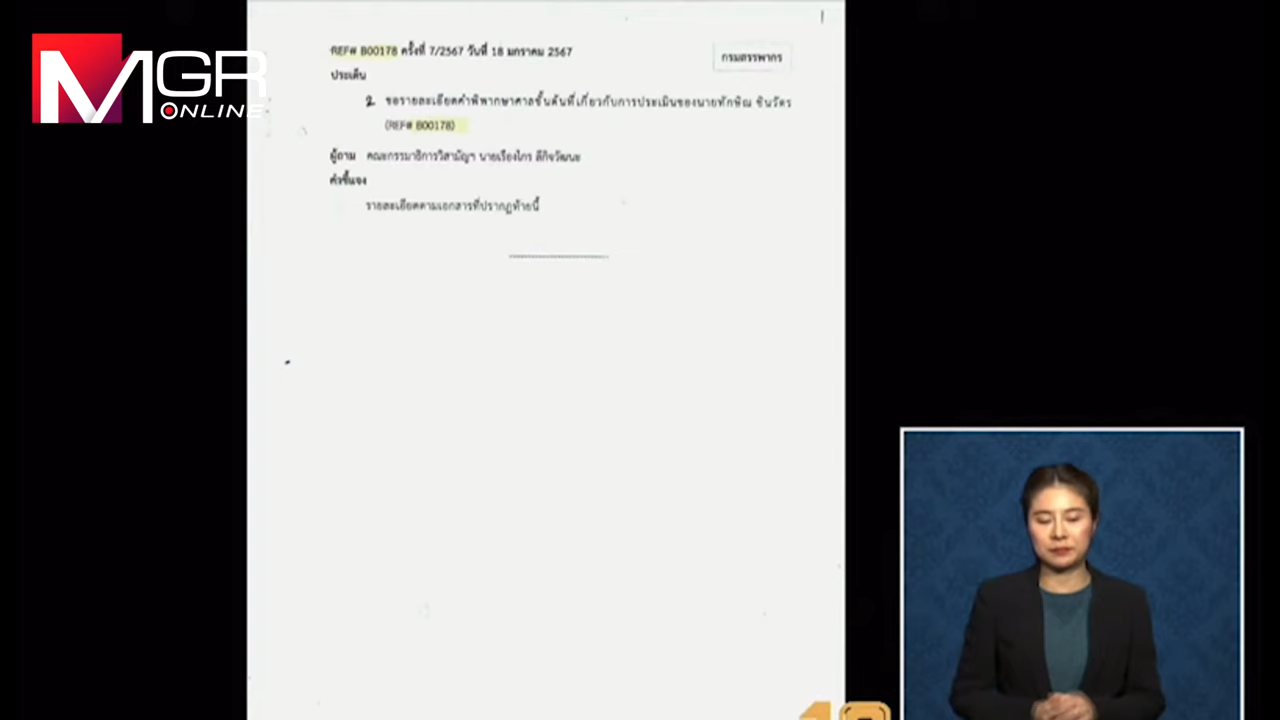 MGR
ONLINE
REF# B00178 ครั้งที่ 7/2567 วันที่ 18 มกราคม 2567
กรมสรรพากร
ประเด็น
2. ขอรายละเอียดคำพิพากษาศาลชั้นต้นที่เกี่ยวกับการประเมินของนายทักษิณ ชินวัตร
(REF# B00178)
ผู้ถาม คณะกรรมาธิการวิสามัญฯ นายเรืองไกร ลีกิจวัฒนะ
คำชี้แจง
รายละเอียดตามเอกสารที่ปรากฏท้ายนี้